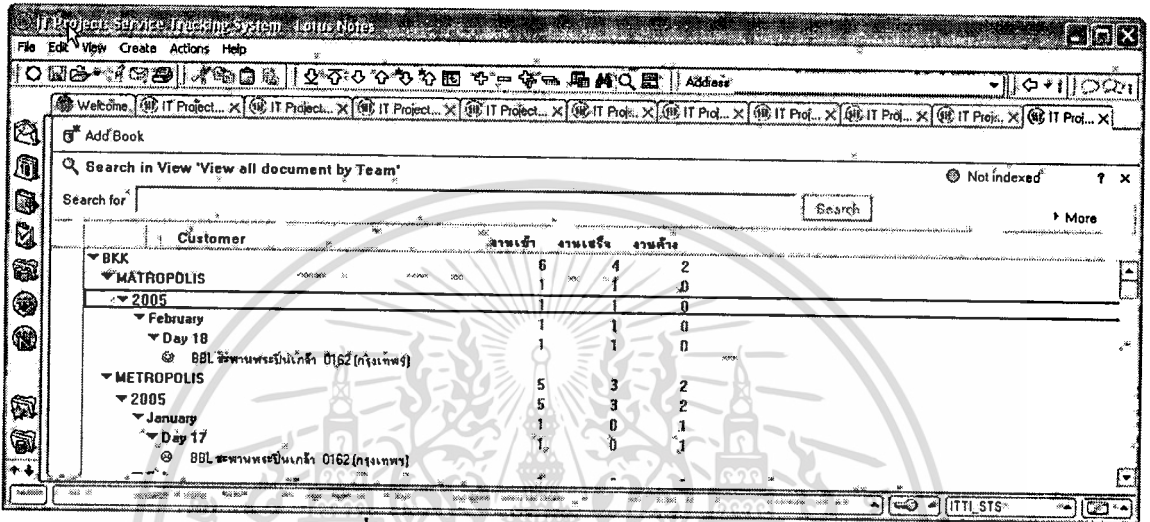 IT Projects Service Tracking System - Lotus Notes
File Edit View Create Actions Help
Address
Welcome IT Project... IT Project... IT Project... IT Project... IT Proj... IT Proj... IT Proj... IT Proj... IT Proj... IT Proj...
Add Book
Search in View 'View all document by Team' Not indexed ? x
Search for Search
More
Customer งานเข้า งานเสร็จ งานค้าง
BKK 6 4 2
MATROPOLIS 1 1 0
2005 1 1 0
February 1 1 0
Day 18 1 1 0
BBL สะพานพระปิ่นเกล้า 0162 (กรุงเทพฯ)
METROPOLIS 5 3 2
2005 5 3 2
January 1 0 1
Day 17 1 0 1
BBL สะพานพระปิ่นเกล้า 0162 (กรุงเทพฯ)
ITTI_STS